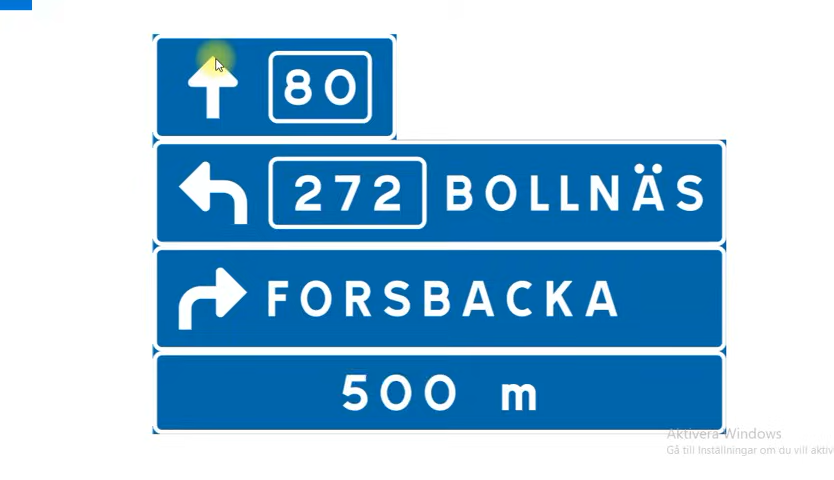 80
272 BOLLNÄS
FORSBACKA
500 m
Aktivera Windows
Gå till Inställningar om du vill aktiv